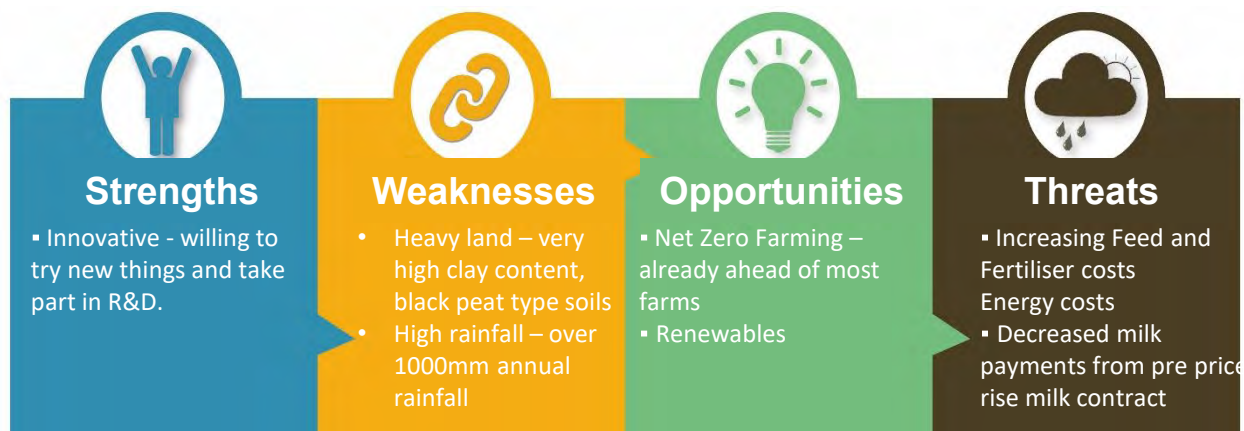 Strengths
▪ Innovative - willing to
try new things and take
part in R&D.
Weaknesses
• Heavy land – very
high clay content,
black peat type soils
• High rainfall – over
1000mm annual
rainfall
Opportunities
▪ Net Zero Farming –
already ahead of most
farms
▪ Renewables
Threats
▪ Increasing Feed and
Fertiliser costs
Energy costs
▪ Decreased milk
payments from pre price
rise milk contract